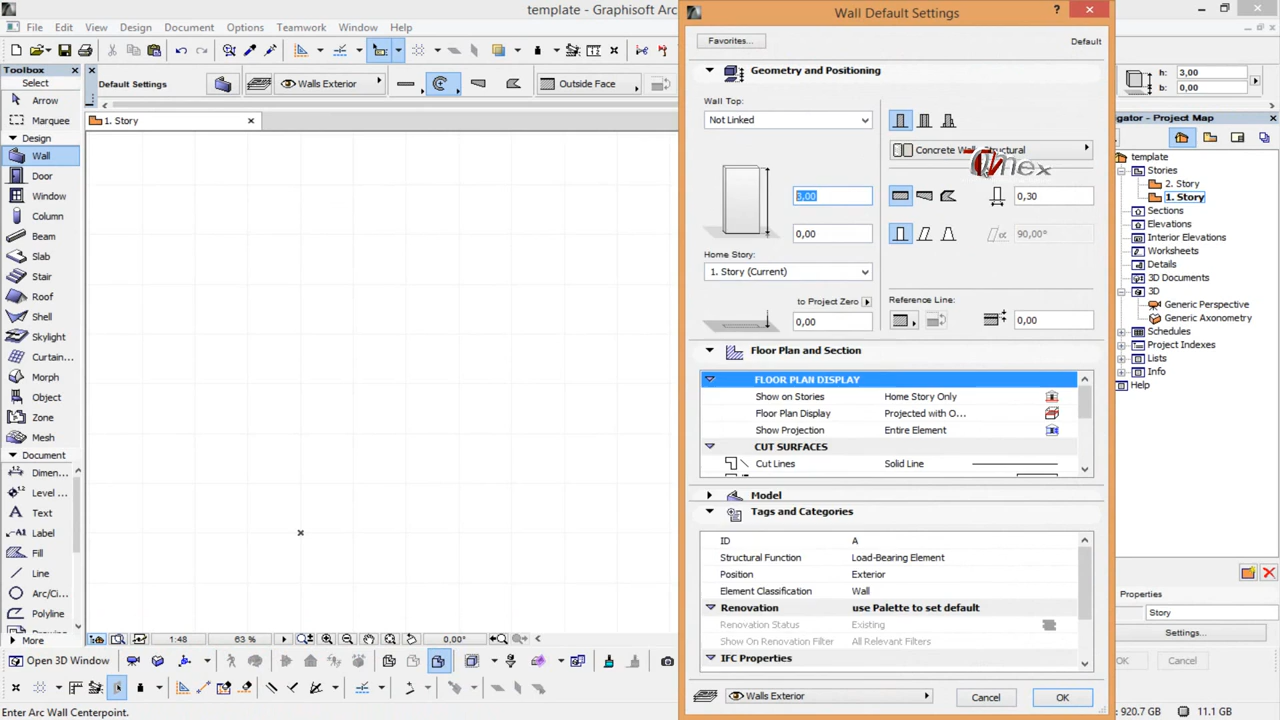 template - Graphisoft Arc
Wall Default Settings
?
File Edit View Design Document Options Teamwork Window Help
Favorites...
Default
Toolbox
Select
Default Settings
Walls Exterior
Outside Face
h: 3,00
b: 0,00
Geometry and Positioning
Arrow
Marquee
Design
Wall
Door
Window
Column
Beam
Slab
Stair
Roof
Shell
Skylight
Curtain...
Morph
Object
Zone
Mesh
Document
Dimen...
Level ...
Text
Label
Fill
Line
Arc/Ci...
Polyline
More
1. Story
Wall Top:
Not Linked
3,00
0,00
Home Story:
1. Story (Current)
to Project Zero
0,00
Concrete Wall Structural
Qmex
0,30
α
90,00°
Reference Line:
0,00
Floor Plan and Section
FLOOR PLAN DISPLAY
Show on Stories Home Story Only
Floor Plan Display Projected with O...
Show Projection Entire Element
CUT SURFACES
Cut Lines Solid Line
Model
Tags and Categories
ID A
Structural Function Load-Bearing Element
Position Exterior
Element Classification Wall
Renovation use Palette to set default
Renovation Status Existing
Show On Renovation Filter All Relevant Filters
IFC Properties
Walls Exterior
Cancel
OK
igator - Project Map
template
Stories
2. Story
1. Story
Sections
Elevations
Interior Elevations
Worksheets
Details
3D Documents
3D
Generic Perspective
Generic Axonometry
Schedules
Project Indexes
Lists
Info
Help
Properties
Story
Settings...
OK
Cancel
1:48
63 %
0,00°
Open 3D Window
Enter Arc Wall Centerpoint.
920.7 GB
11.1 GB